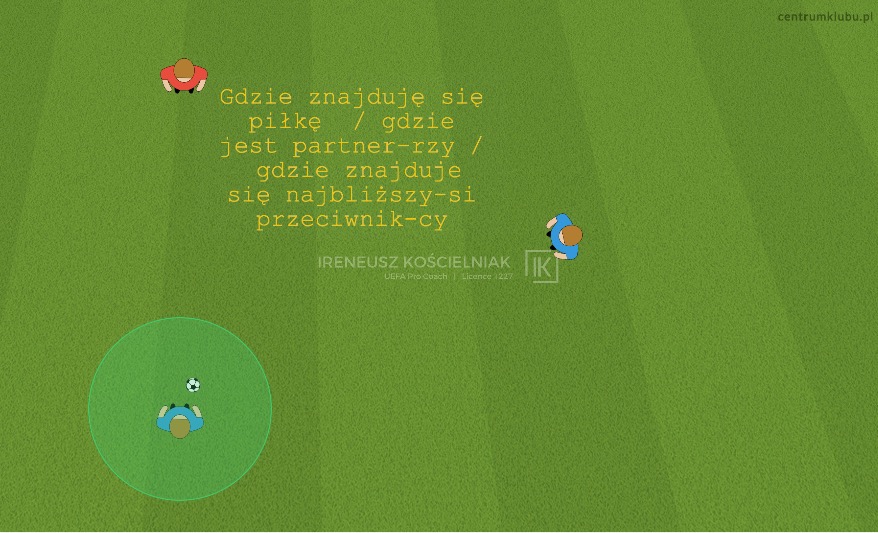 centrumklubu.pl
Gdzie znajduję się
piłkę / gdzie
jest partner-rzy /
gdzie znajduje
się najbliższy-si
przeciwnik-cy
IRENEUSZ KOŚCIELNIAK IK
UEFA Pro Coach | Licence 1227